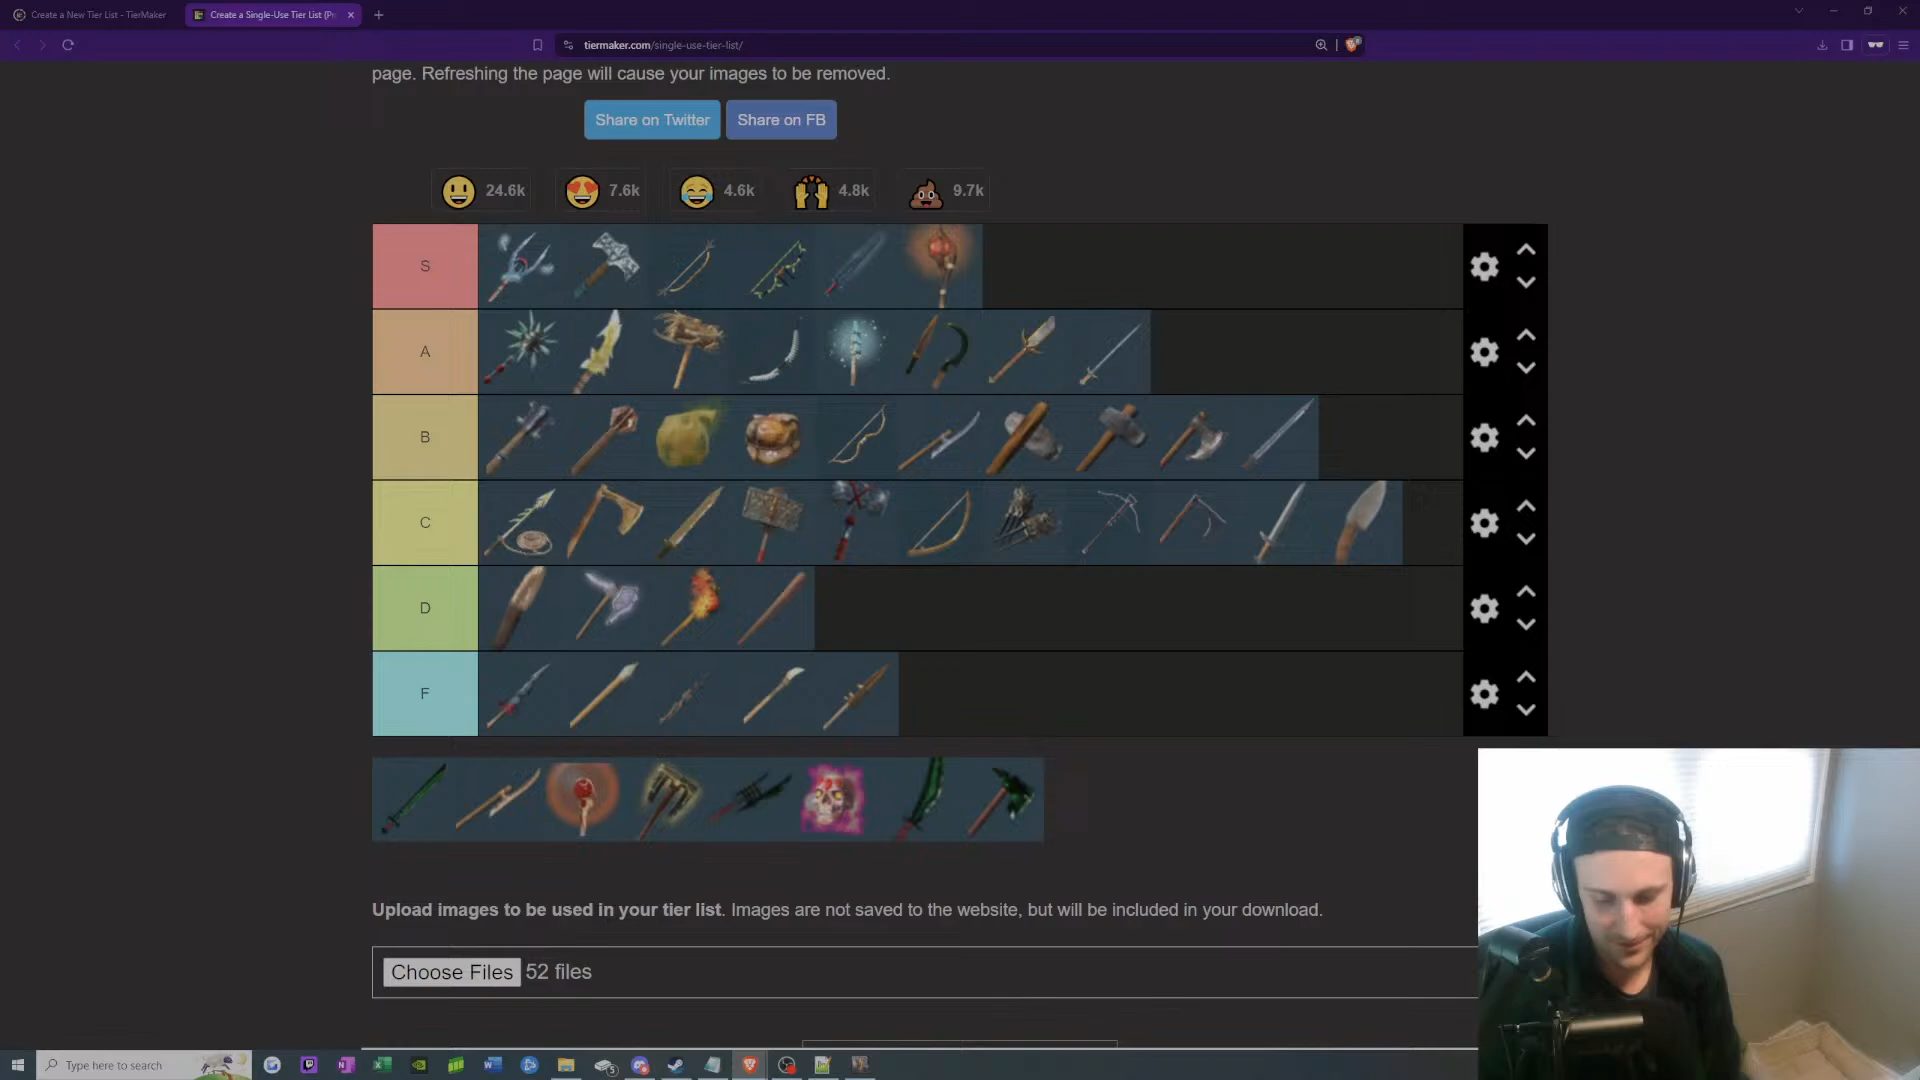 Create a New Tier List - TierMaker
Create a Single-Use Tier List (Pr
tiermaker.com/single-use-tier-list/
page. Refreshing the page will cause your images to be removed.
Share on Twitter
Share on FB
24.6k
7.6k
4.6k
4.8k
9.7k
S
A
B
C
D
F
Upload images to be used in your tier list. Images are not saved to the website, but will be included in your download.
Choose Files 52 files
Type here to search
5